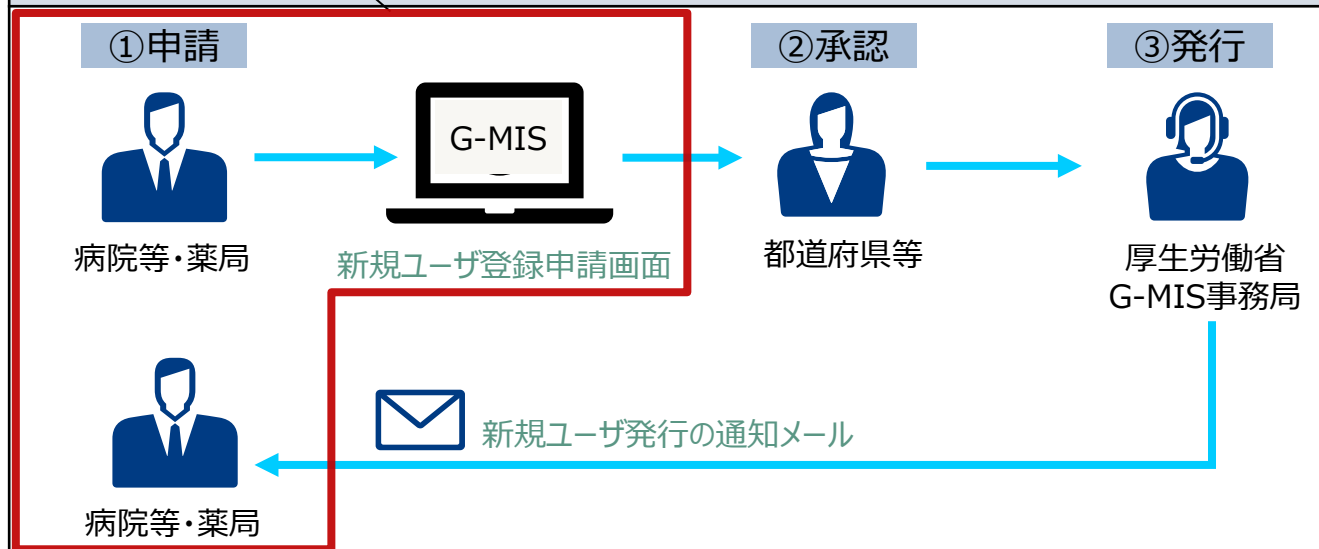 ①申請
②承認
③発行
G-MIS
病院等・薬局
新規ユーザ登録申請画面
都道府県等
厚生労働省
G-MIS事務局
新規ユーザ発行の通知メール
病院等・薬局